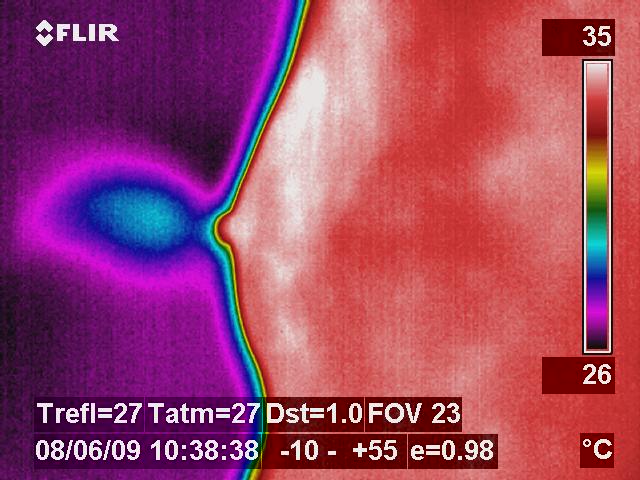 FLIR
35
26
Trefl=27 Tatm=27 Dst=1.0 FOV 23
08/06/09 10:38:38 -10 - +55 e=0.98 °C